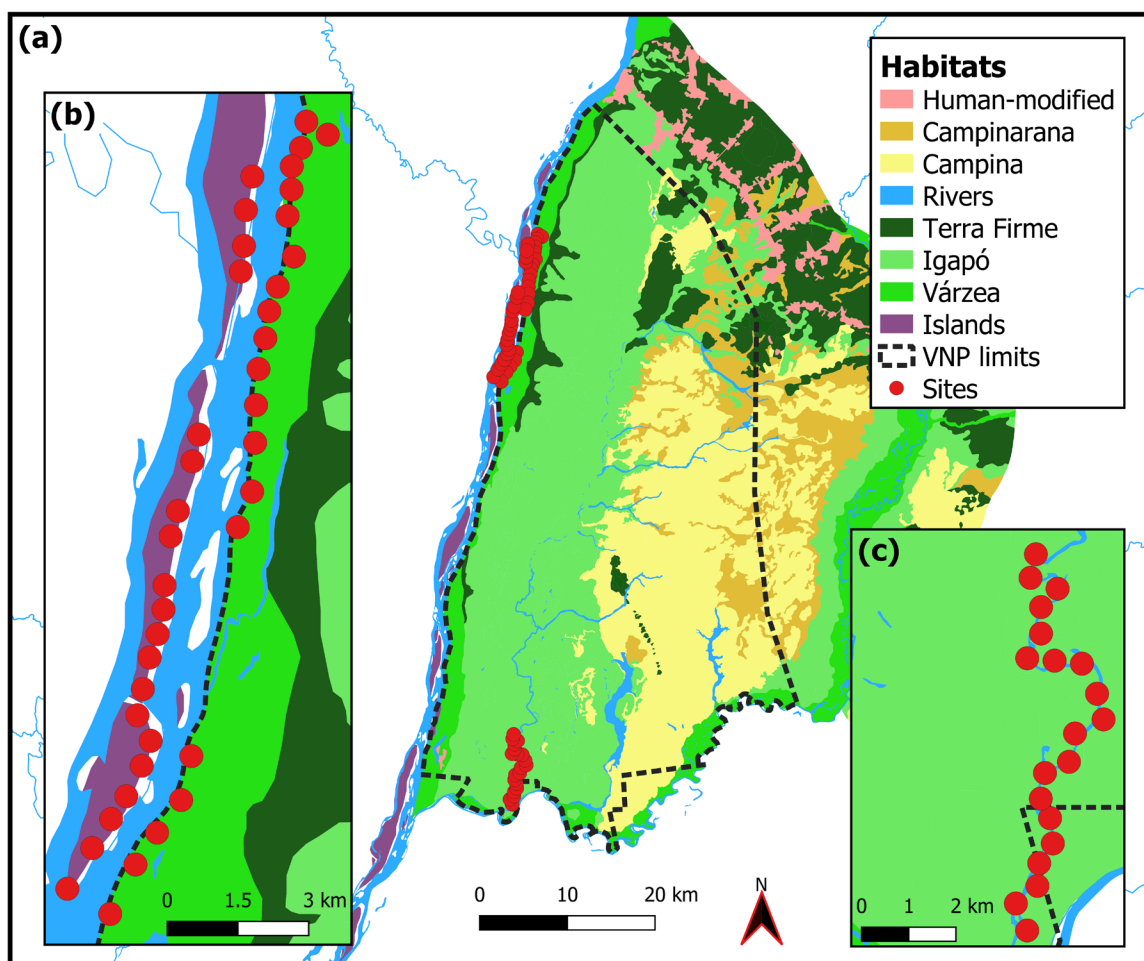 (a)
(b)
Habitats
Human-modified
Campinarana
Campina
Rivers
Terra Firme
Igapó
Várzea
Islands
VNP limits
Sites
(c)
0 1.5 3 km
0 10 20 km
N
0 1 2 km